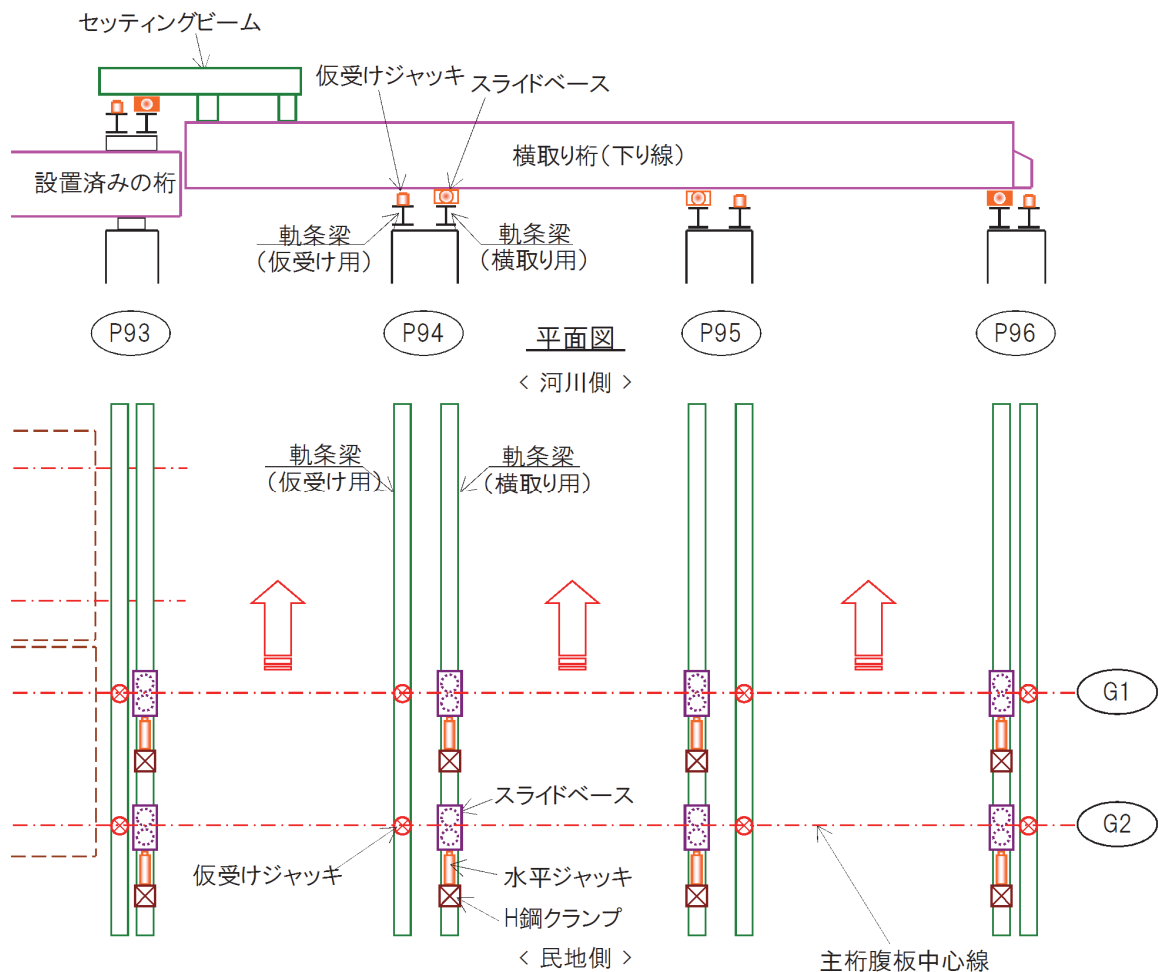 セッティングビーム
仮受けジャッキ
スライドベース
横取り桁(下り線)
設置済みの桁
軌条梁
(仮受け用)
軌条梁
(横取り用)
P93
P94
P95
P96
平面図
< 河川側 >
軌条梁
(仮受け用)
軌条梁
(横取り用)
G1
スライドベース
G2
仮受けジャッキ
水平ジャッキ
H鋼クランプ
< 民地側 >
主桁腹板中心線